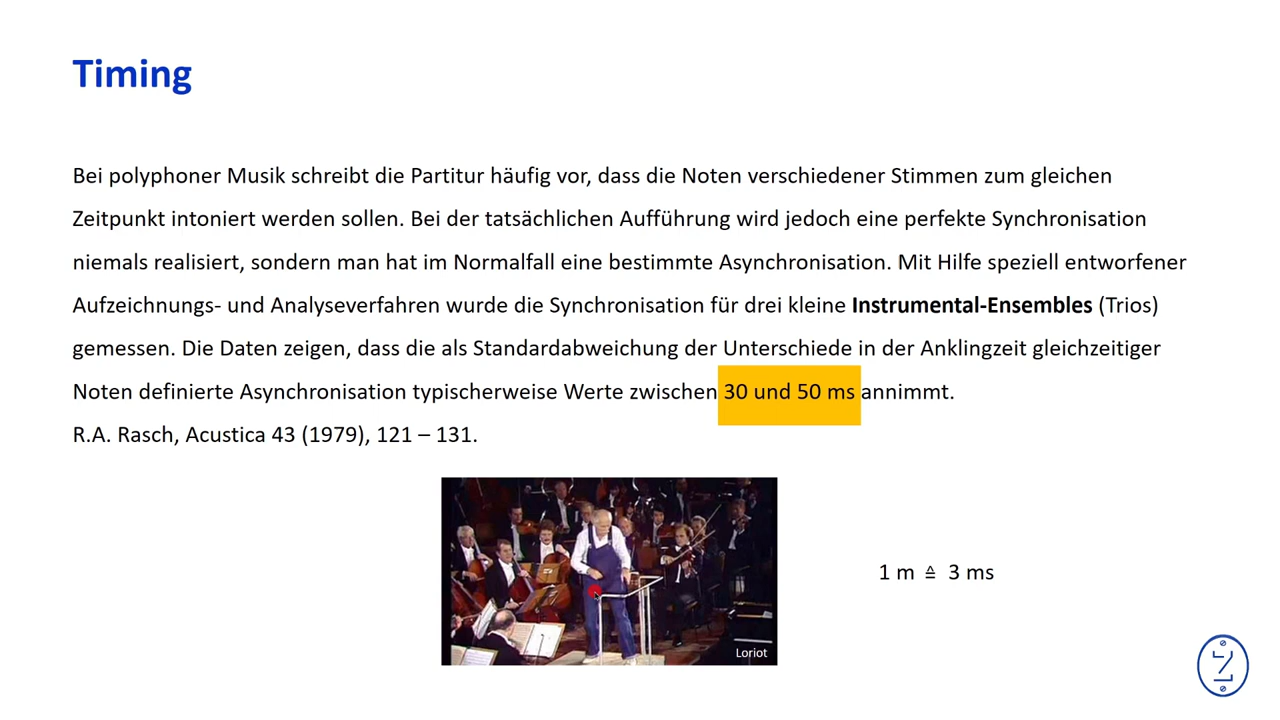 Timing
Bei polyphoner Musik schreibt die Partitur häufig vor, dass die Noten verschiedener Stimmen zum gleichen
Zeitpunkt intoniert werden sollen. Bei der tatsächlichen Aufführung wird jedoch eine perfekte Synchronisation
niemals realisiert, sondern man hat im Normalfall eine bestimmte Asynchronisation. Mit Hilfe speziell entworfener
Aufzeichnungs- und Analyseverfahren wurde die Synchronisation für drei kleine Instrumental-Ensembles (Trios)
gemessen. Die Daten zeigen, dass die als Standardabweichung der Unterschiede in der Anklingzeit gleichzeitiger
Noten definierte Asynchronisation typischerweise Werte zwischen 30 und 50 ms annimmt.
R.A. Rasch, Acustica 43 (1979), 121 – 131.
1 m ≙ 3 ms
Loriot